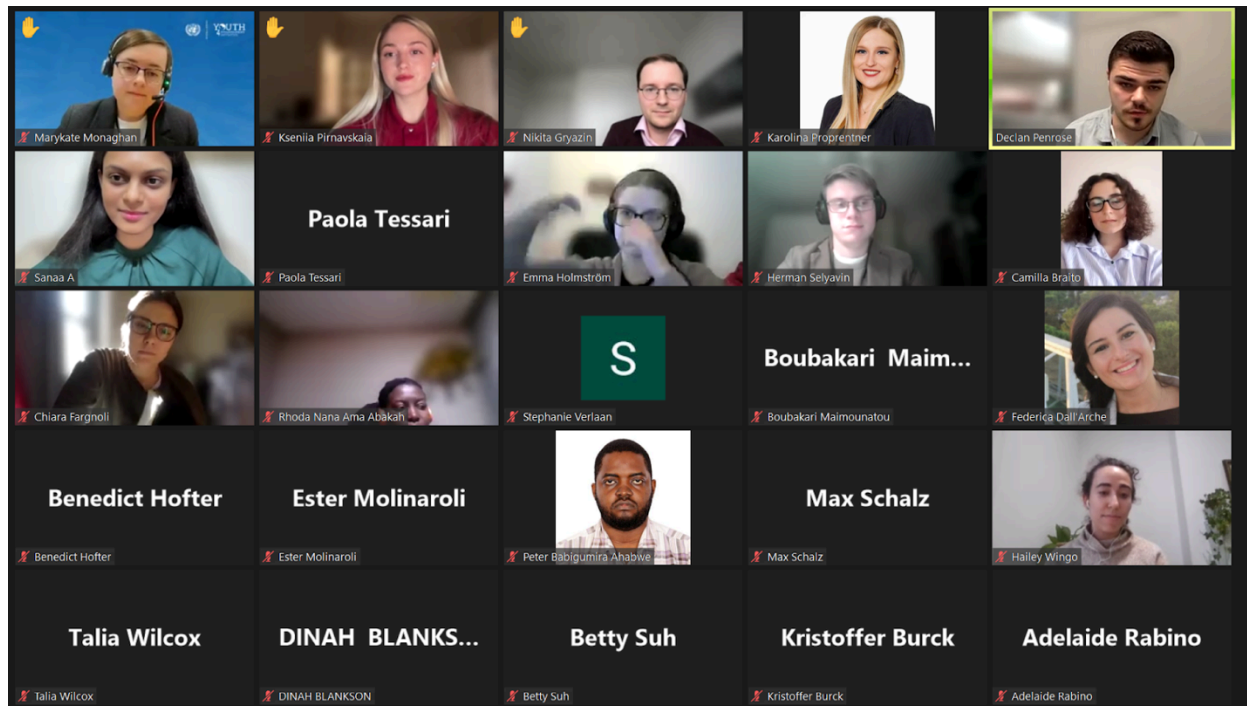 YOUTH
Marykate Monaghan
Kseniia Pirnavskaia
Nikita Gryazin
Karolina Proprentner
Declan Penrose
Sanaa A
Paola Tessari
Paola Tessari
Emma Holmström
Herman Selyavin
Camilla Braito
Chiara Fargnoli
Rhoda Nana Ama Abakah
S
Stephanie Verlaan
Boubakari Maim...
Boubakari Maimounatou
Federica Dall'Arche
Benedict Hofter
Benedict Hofter
Ester Molinaroli
Ester Molinaroli
Peter Babigumira Ahabwe
Max Schalz
Max Schalz
Hailey Wingo
Talia Wilcox
Talia Wilcox
DINAH BLANKS...
DINAH BLANKSON
Betty Suh
Betty Suh
Kristoffer Burck
Kristoffer Burck
Adelaide Rabino
Adelaide Rabino